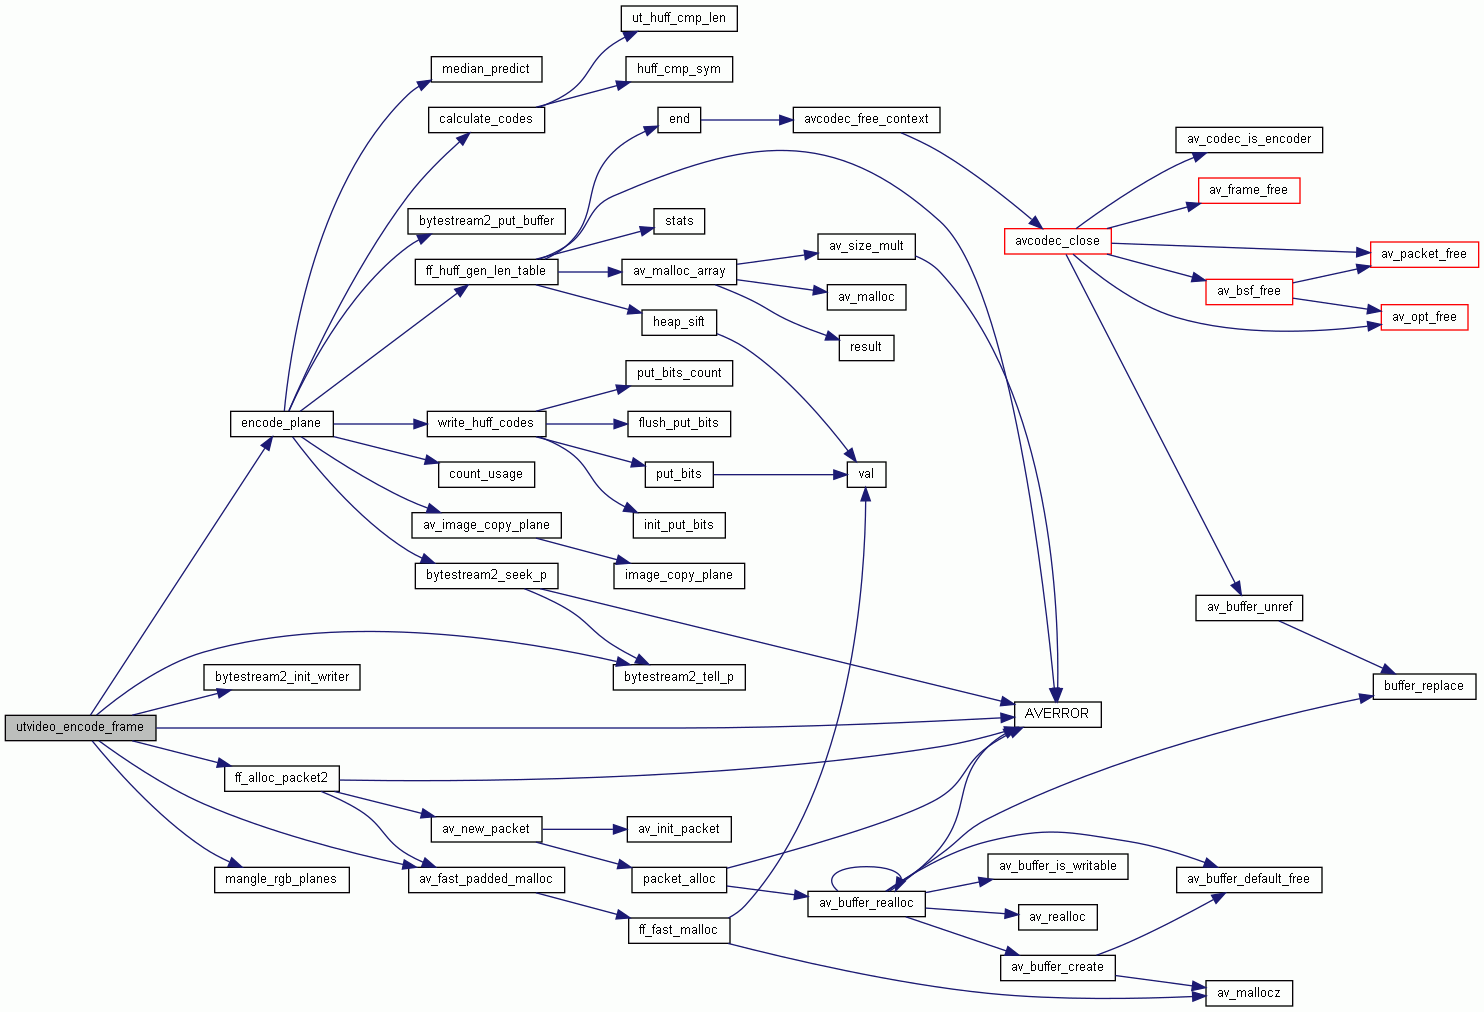 ut_huff_cmp_len
median_predict
huff_cmp_sym
calculate_codes
end
avcodec_free_context
av_codec_is_encoder
av_frame_free
bytestream2_put_buffer
stats
avcodec_close
av_size_mult
av_packet_free
ff_huff_gen_len_table
av_malloc_array
av_bsf_free
av_malloc
av_opt_free
heap_sift
result
put_bits_count
encode_plane
write_huff_codes
flush_put_bits
count_usage
put_bits
val
av_image_copy_plane
init_put_bits
bytestream2_seek_p
image_copy_plane
av_buffer_unref
bytestream2_init_writer
bytestream2_tell_p
buffer_replace
AVERROR
utvideo_encode_frame
ff_alloc_packet2
av_new_packet
av_init_packet
av_buffer_is_writable
mangle_rgb_planes
av_fast_padded_malloc
packet_alloc
av_buffer_default_free
av_buffer_realloc
av_realloc
ff_fast_malloc
av_buffer_create
av_mallocz